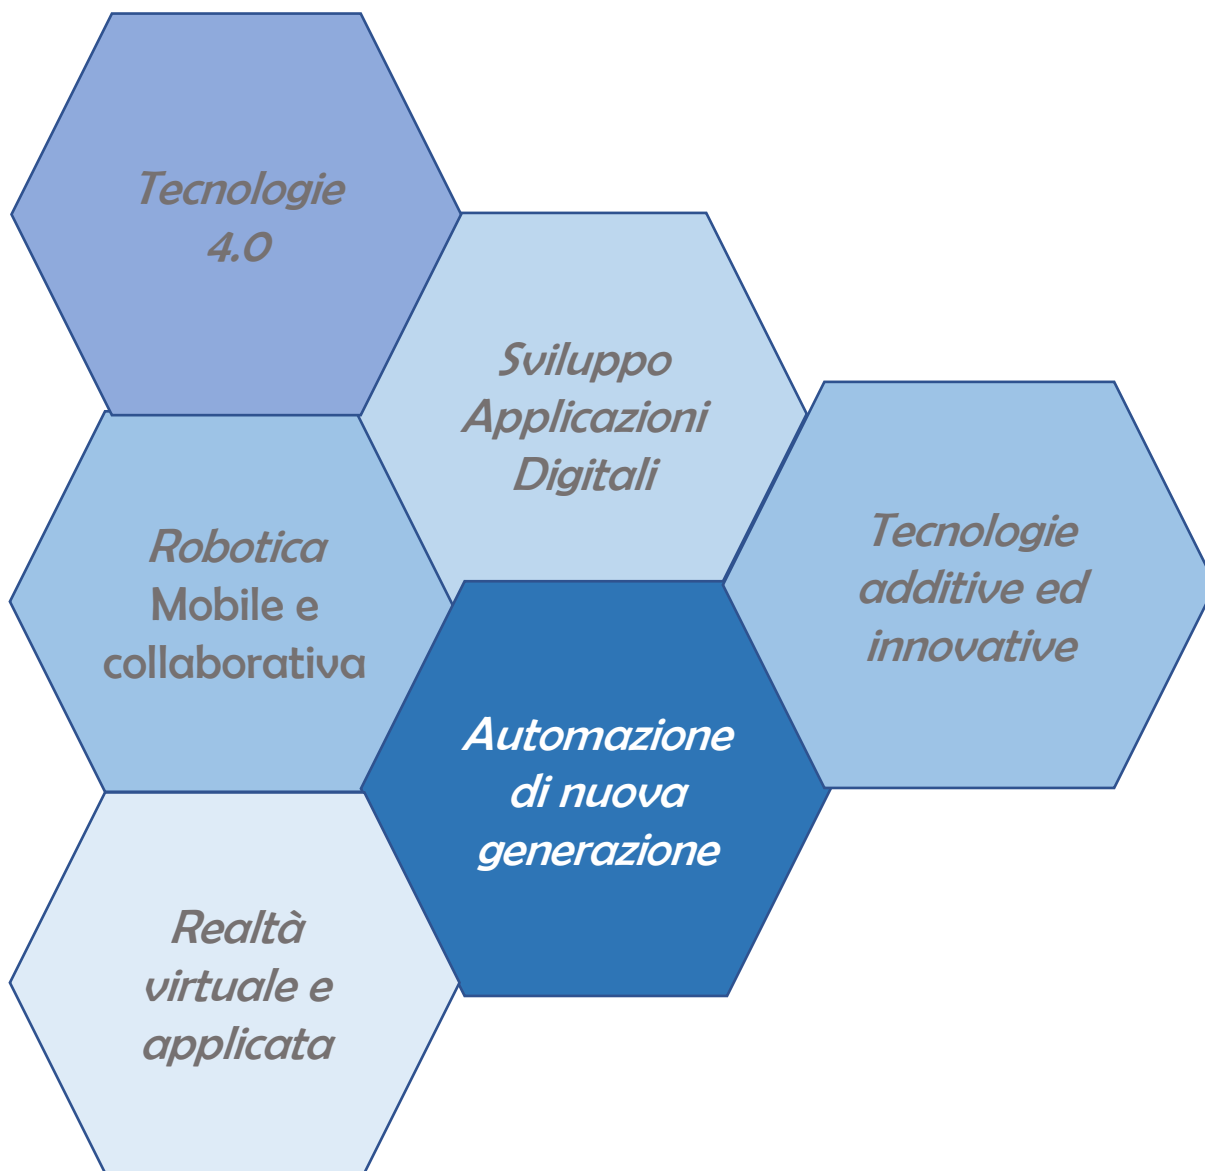 Tecnologie
4.0
Sviluppo
Applicazioni
Digitali
Tecnologie
additive ed
innovative
Robotica
Mobile e
collaborativa
Automazione
di nuova
generazione
Realtà
virtuale e
applicata